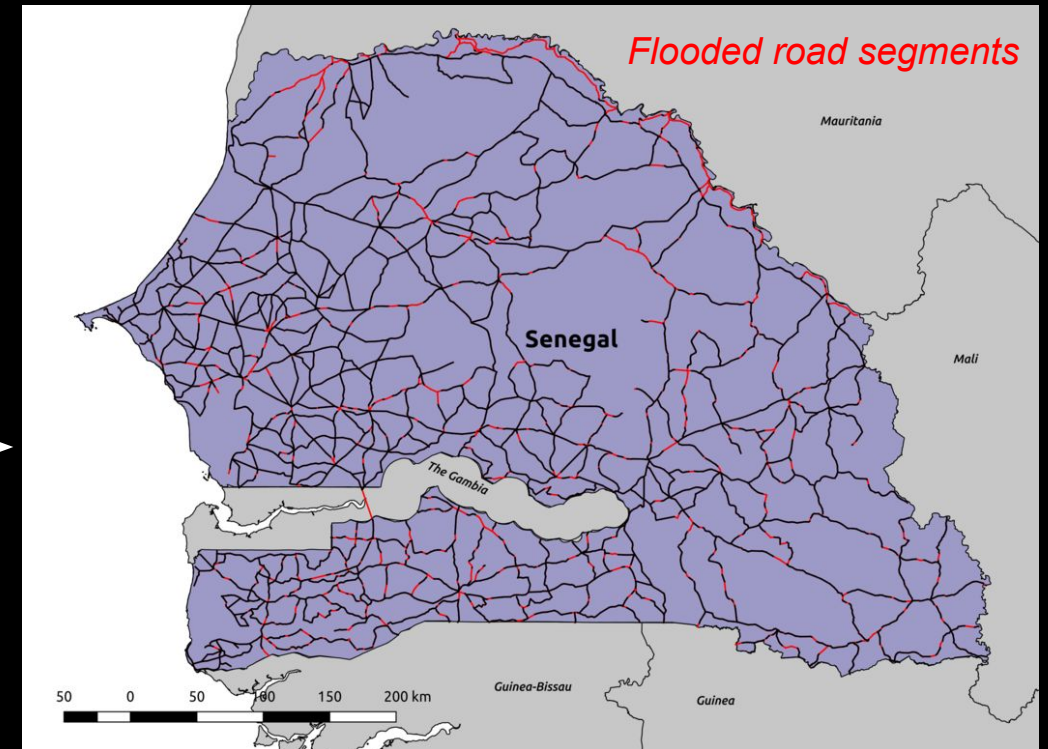 Flooded road segments
Mauritania
Senegal
Mali
The Gambia
Guinea-Bissau
Guinea
50 0 50 100 150 200 km